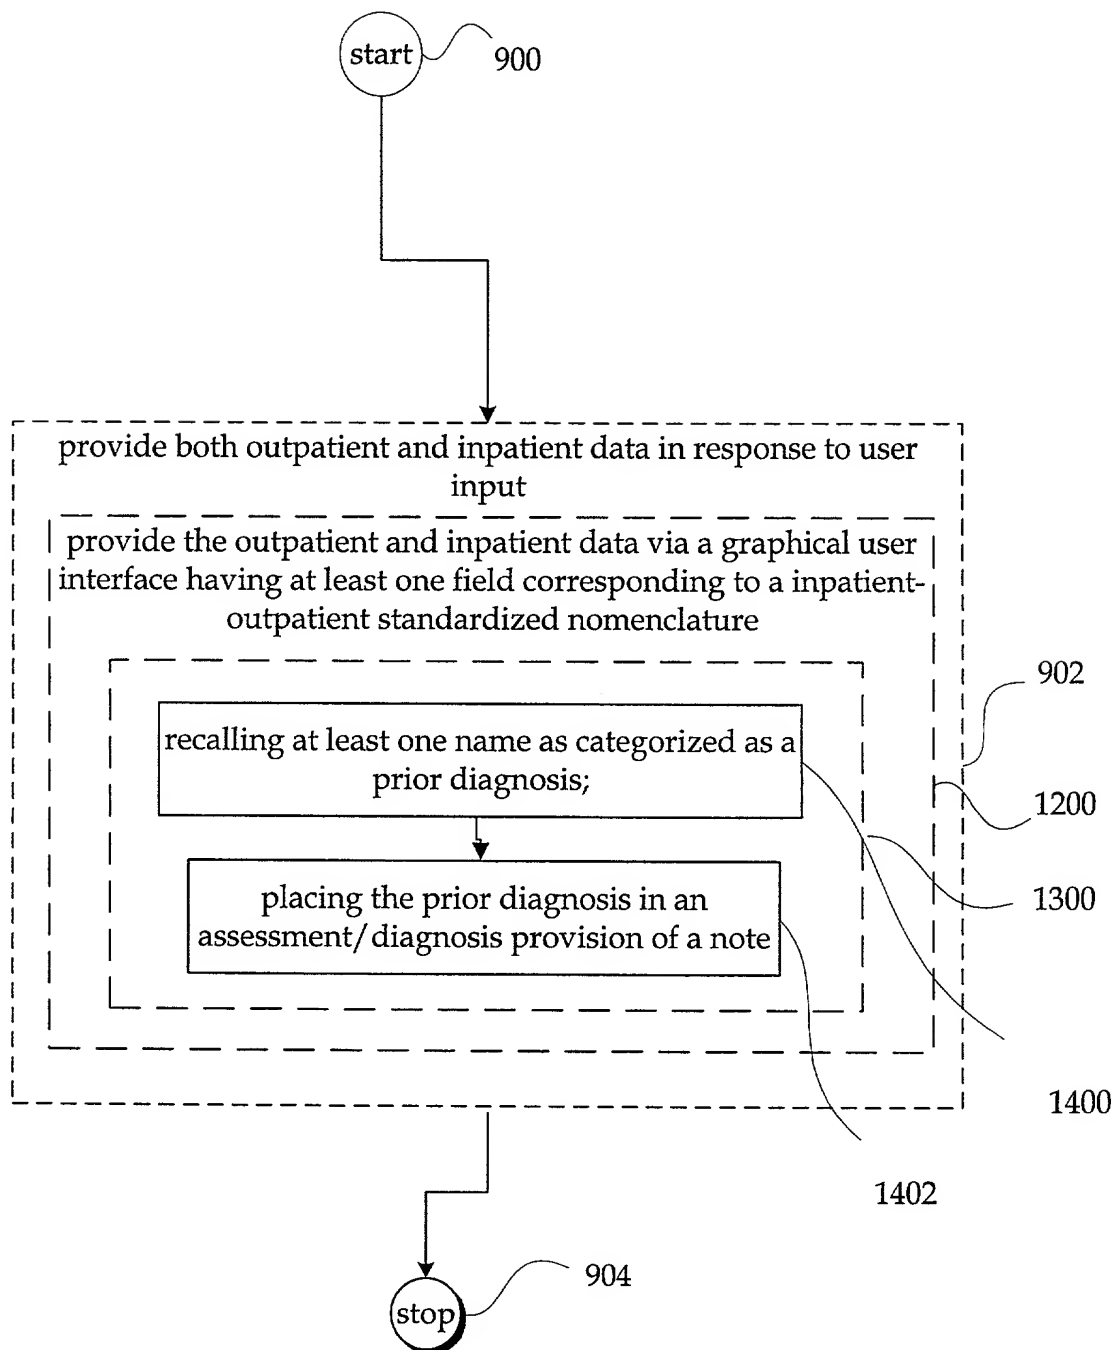 start
900
provide both outpatient and inpatient data in response to user
input
provide the outpatient and inpatient data via a graphical user
interface having at least one field corresponding to a inpatient-
outpatient standardized nomenclature
902
recalling at least one name as categorized as a
prior diagnosis;
1200
placing the prior diagnosis in an
assessment/diagnosis provision of a note
1300
1400
1402
904
stop